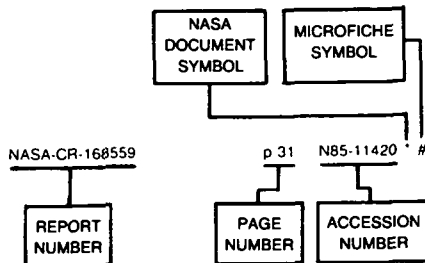 NASA
DOCUMENT
SYMBOL
MICROFICHE
SYMBOL
NASA-CR-168559 p 31 N85-11420 * #
REPORT
NUMBER
PAGE
NUMBER
ACCESSION
NUMBER